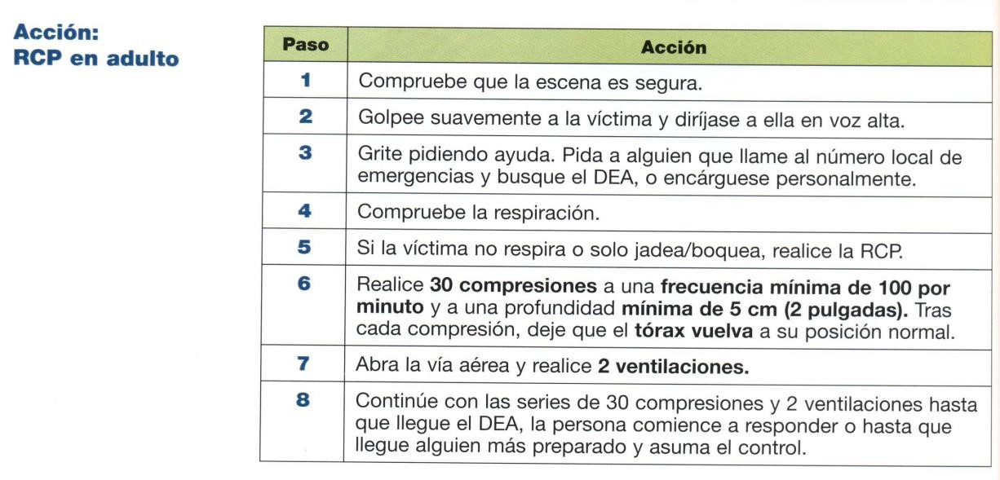 Acción:
RCP en adulto
Paso Acción
1 Compruebe que la escena es segura.
2 Golpee suavemente a la víctima y diríjase a ella en voz alta.
3 Grite pidiendo ayuda. Pida a alguien que llame al número local de
emergencias y busque el DEA, o encárguese personalmente.
4 Compruebe la respiración.
5 Si la víctima no respira o solo jadea/boquea, realice la RCP.
6 Realice 30 compresiones a una frecuencia mínima de 100 por
minuto y a una profundidad mínima de 5 cm (2 pulgadas). Tras
cada compresión, deje que el tórax vuelva a su posición normal.
7 Abra la vía aérea y realice 2 ventilaciones.
8 Continúe con las series de 30 compresiones y 2 ventilaciones hasta
que llegue el DEA, la persona comience a responder o hasta que
llegue alguien más preparado y asuma el control.